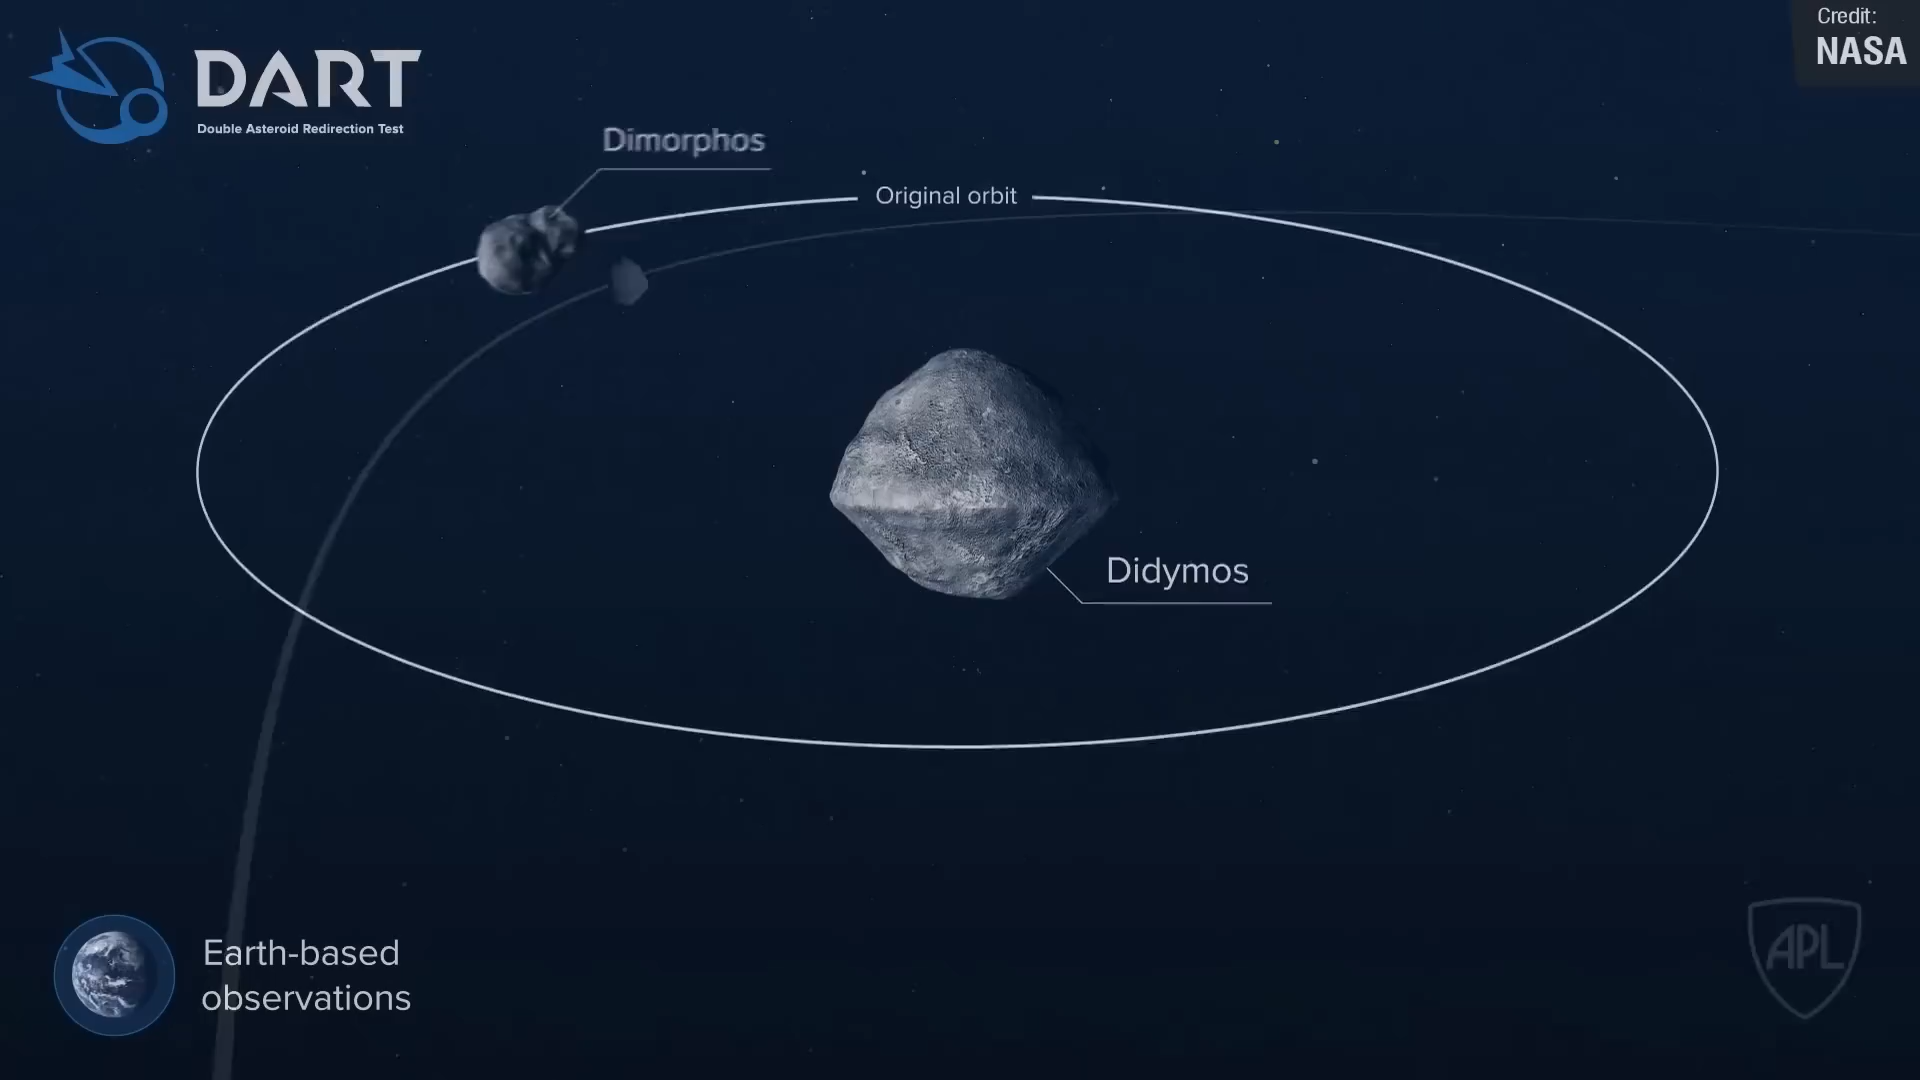 DART
Double Asteroid Redirection Test
Credit:
NASA
Dimorphos
Original orbit
Didymos
Earth-based
observations
APL